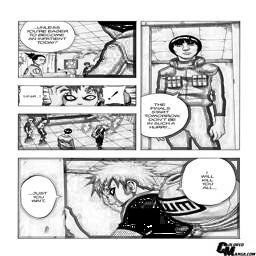 ...UNLESS
YOU'RE EAGER
TO BECOME
AN INPATIENT
TODAY?
THE
FINALS
START
TOMORROW.
DON'T BE
IN SUCH A
HURRY...
I
WILL
KILL
YOU
ALL...
...JUST
YOU
WAIT.
COLORED
MANGA.COM